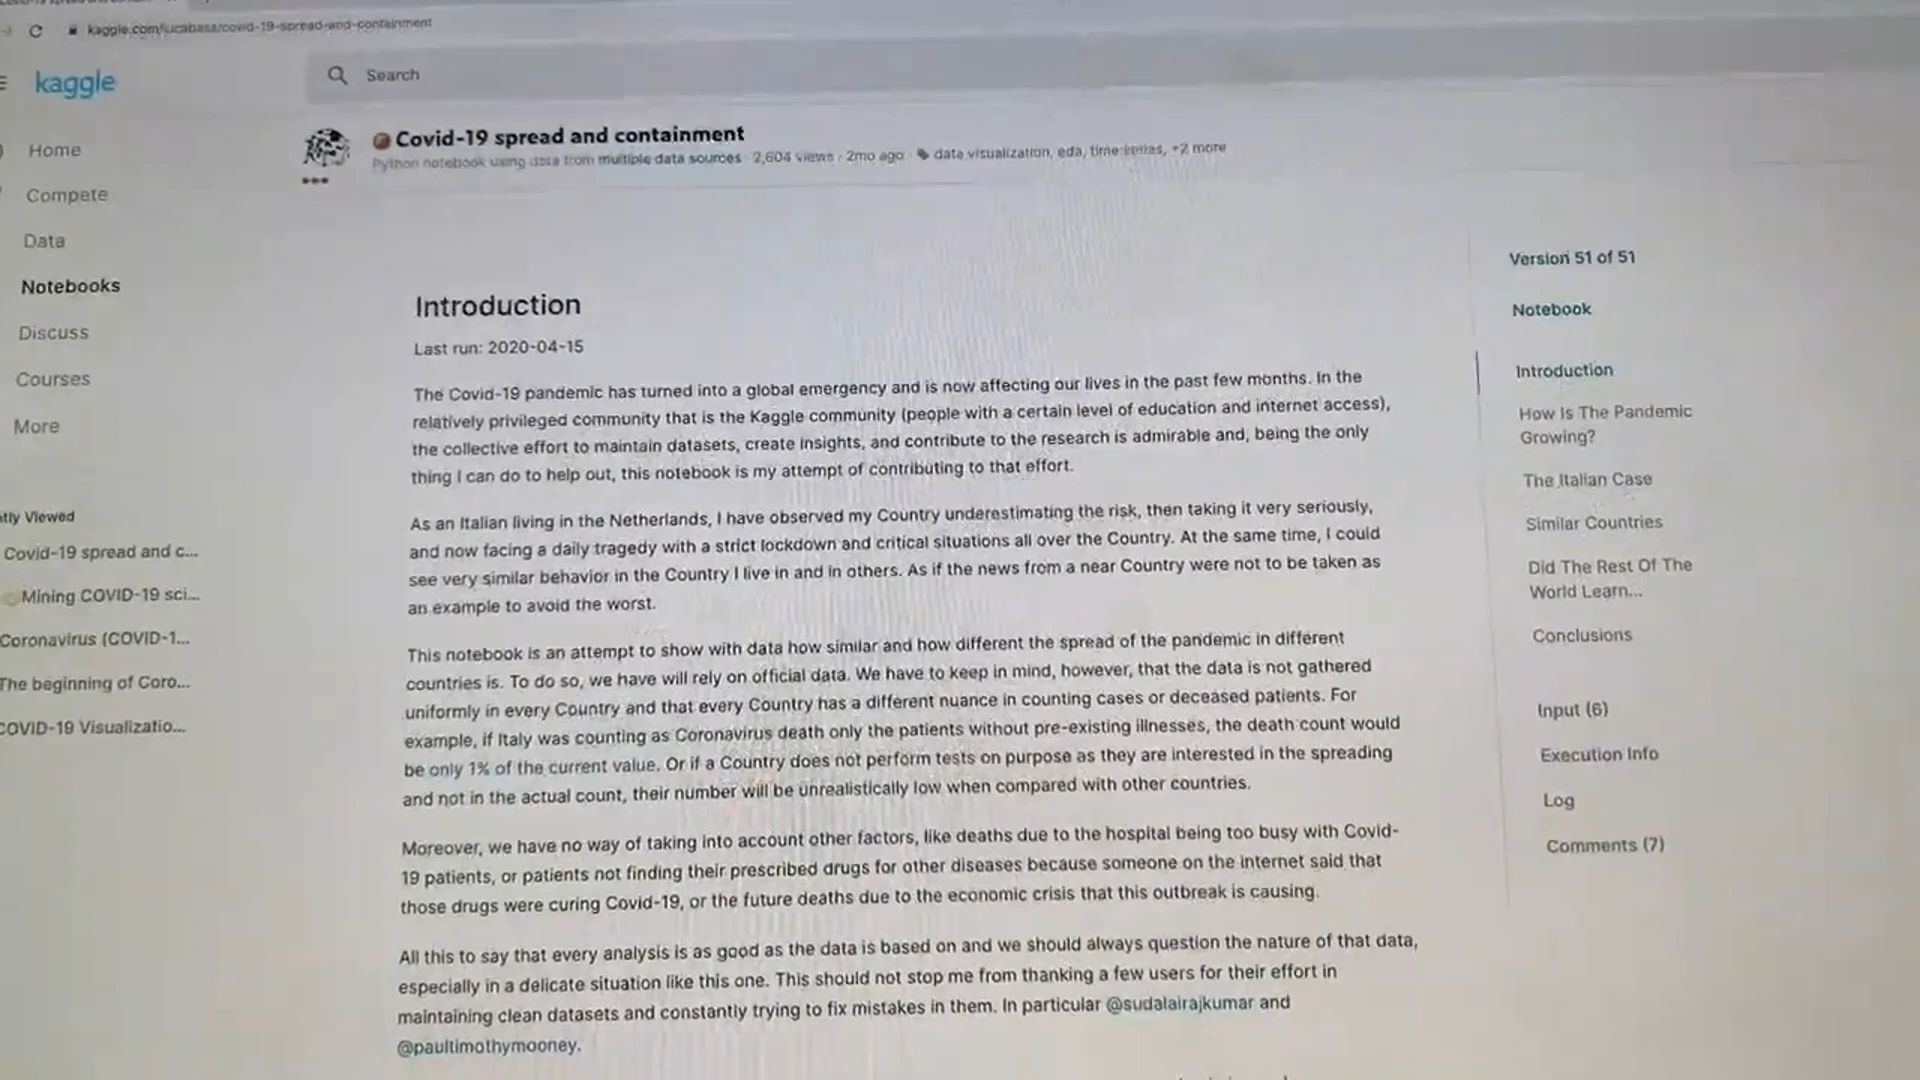 kaggle.com/lucabasa/covid-19-spread-and-containment
kaggle
Search
Home
Compete
Data
Notebooks
Discuss
Courses
More
Covid-19 spread and containment
Python notebook using data from multiple data sources · 2,604 views · 2mo ago · data visualization, eda, time series, +2 more
Introduction
Last run: 2020-04-15
The Covid-19 pandemic has turned into a global emergency and is now affecting our lives in the past few months. In the
relatively privileged community that is the Kaggle community (people with a certain level of education and internet access),
the collective effort to maintain datasets, create insights, and contribute to the research is admirable and, being the only
thing I can do to help out, this notebook is my attempt of contributing to that effort.
As an Italian living in the Netherlands, I have observed my Country underestimating the risk, then taking it very seriously,
and now facing a daily tragedy with a strict lockdown and critical situations all over the Country. At the same time, I could
see very similar behavior in the Country I live in and in others. As if the news from a near Country were not to be taken as
an example to avoid the worst.
This notebook is an attempt to show with data how similar and how different the spread of the pandemic in different
countries is. To do so, we have will rely on official data. We have to keep in mind, however, that the data is not gathered
uniformly in every Country and that every Country has a different nuance in counting cases or deceased patients. For
example, if Italy was counting as Coronavirus death only the patients without pre-existing illnesses, the death count would
be only 1% of the current value. Or if a Country does not perform tests on purpose as they are interested in the spreading
and not in the actual count, their number will be unrealistically low when compared with other countries.
Moreover, we have no way of taking into account other factors, like deaths due to the hospital being too busy with Covid-
19 patients, or patients not finding their prescribed drugs for other diseases because someone on the internet said that
those drugs were curing Covid-19, or the future deaths due to the economic crisis that this outbreak is causing.
All this to say that every analysis is as good as the data is based on and we should always question the nature of that data,
especially in a delicate situation like this one. This should not stop me from thanking a few users for their effort in
maintaining clean datasets and constantly trying to fix mistakes in them. In particular @sudalairajkumar and
@paultimothymooney.
tly Viewed
Covid-19 spread and c...
Mining COVID-19 sci...
Coronavirus (COVID-1...
The beginning of Coro...
COVID-19 Visualizatio...
Version 51 of 51
Notebook
Introduction
How Is The Pandemic
Growing?
The Italian Case
Similar Countries
Did The Rest Of The
World Learn...
Conclusions
Input (6)
Execution Info
Log
Comments (7)